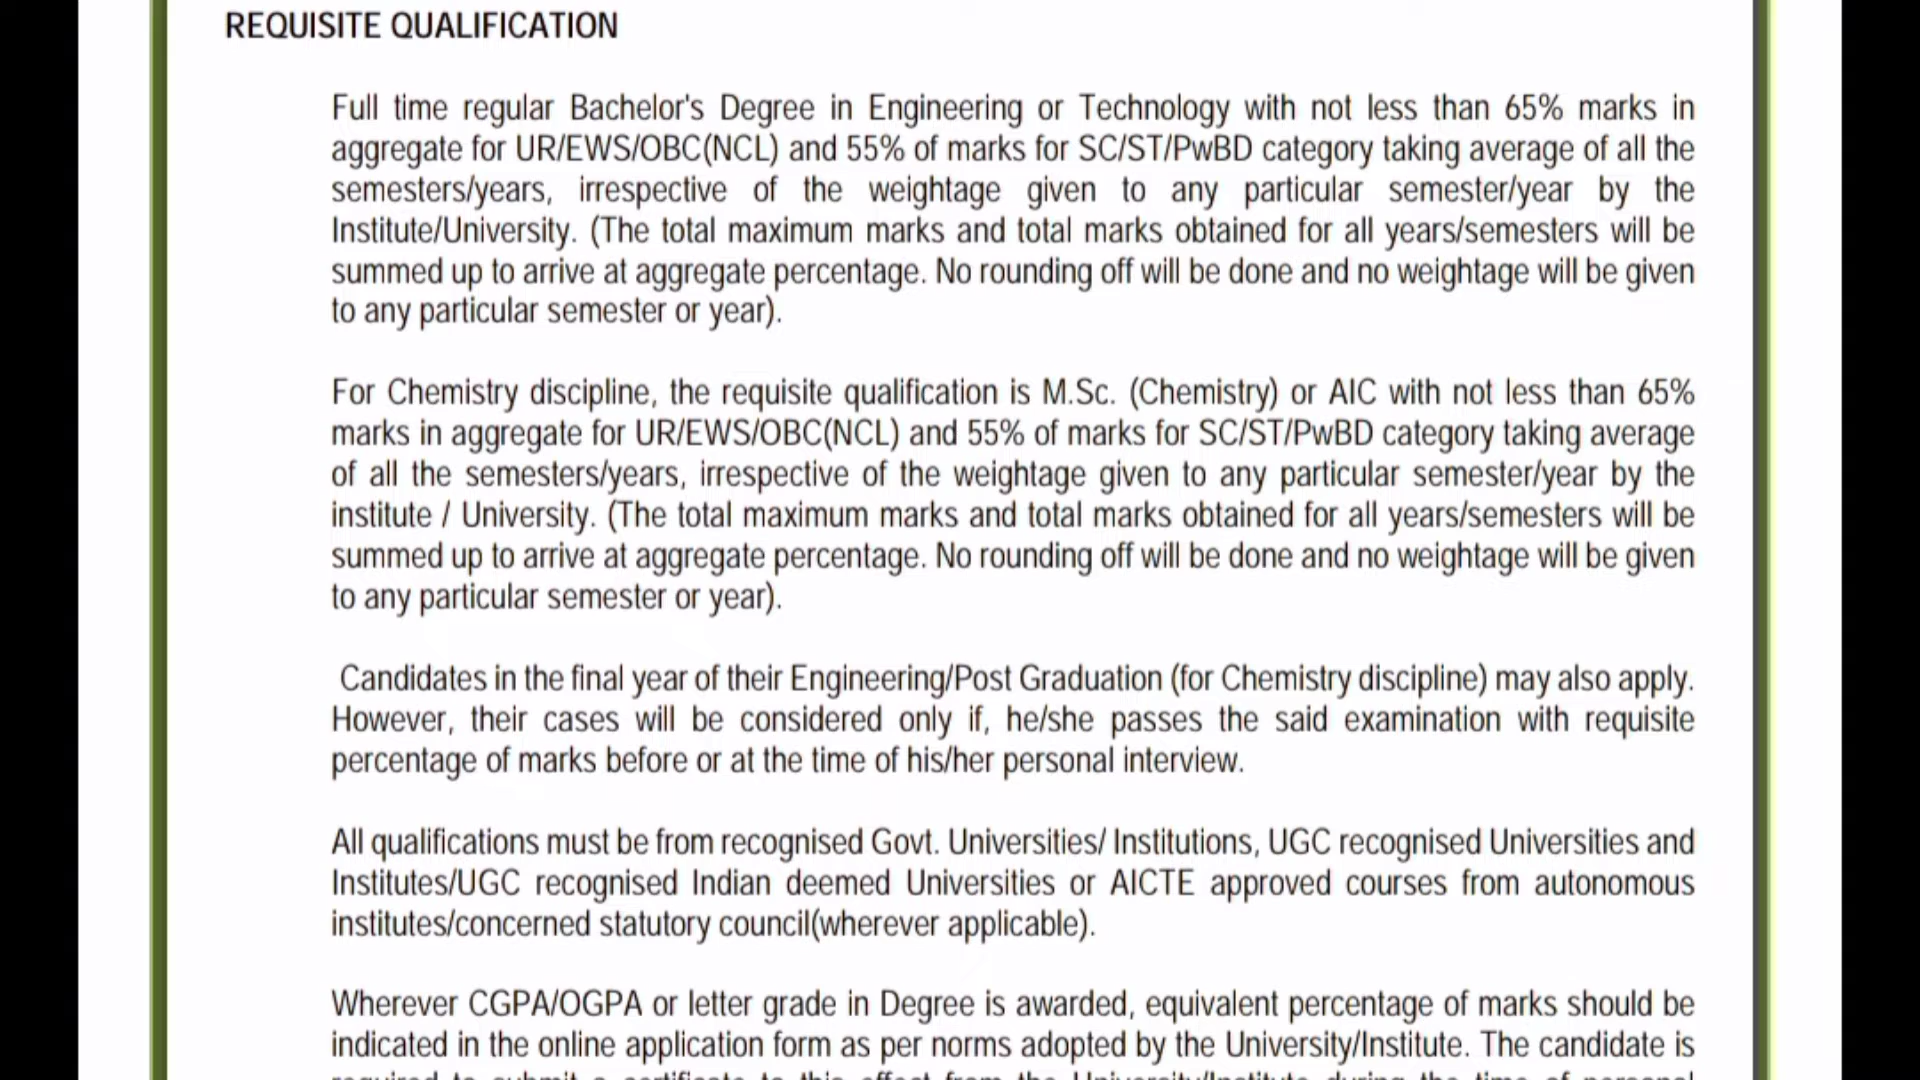 REQUISITE QUALIFICATION
Full time regular Bachelor's Degree in Engineering or Technology with not less than 65% marks in
aggregate for UR/EWS/OBC(NCL) and 55% of marks for SC/ST/PwBD category taking average of all the
semesters/years, irrespective of the weightage given to any particular semester/year by the
Institute/University. (The total maximum marks and total marks obtained for all years/semesters will be
summed up to arrive at aggregate percentage. No rounding off will be done and no weightage will be given
to any particular semester or year).
For Chemistry discipline, the requisite qualification is M.Sc. (Chemistry) or AIC with not less than 65%
marks in aggregate for UR/EWS/OBC(NCL) and 55% of marks for SC/ST/PwBD category taking average
of all the semesters/years, irrespective of the weightage given to any particular semester/year by the
institute / University. (The total maximum marks and total marks obtained for all years/semesters will be
summed up to arrive at aggregate percentage. No rounding off will be done and no weightage will be given
to any particular semester or year).
Candidates in the final year of their Engineering/Post Graduation (for Chemistry discipline) may also apply.
However, their cases will be considered only if, he/she passes the said examination with requisite
percentage of marks before or at the time of his/her personal interview.
All qualifications must be from recognised Govt. Universities/ Institutions, UGC recognised Universities and
Institutes/UGC recognised Indian deemed Universities or AICTE approved courses from autonomous
institutes/concerned statutory council(wherever applicable).
Wherever CGPA/OGPA or letter grade in Degree is awarded, equivalent percentage of marks should be
indicated in the online application form as per norms adopted by the University/Institute. The candidate is